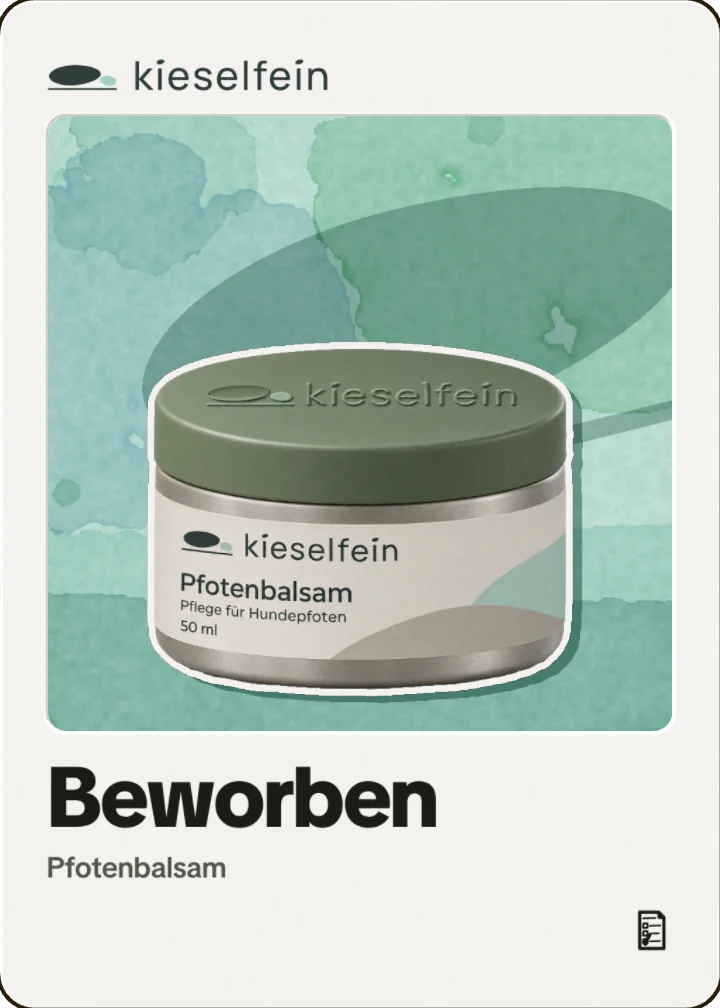 kieselfein
kieselfein
kieselfein
Pfotenbalsam
Pflege für Hundepfoten
50 ml
Beworben
Pfotenbalsam